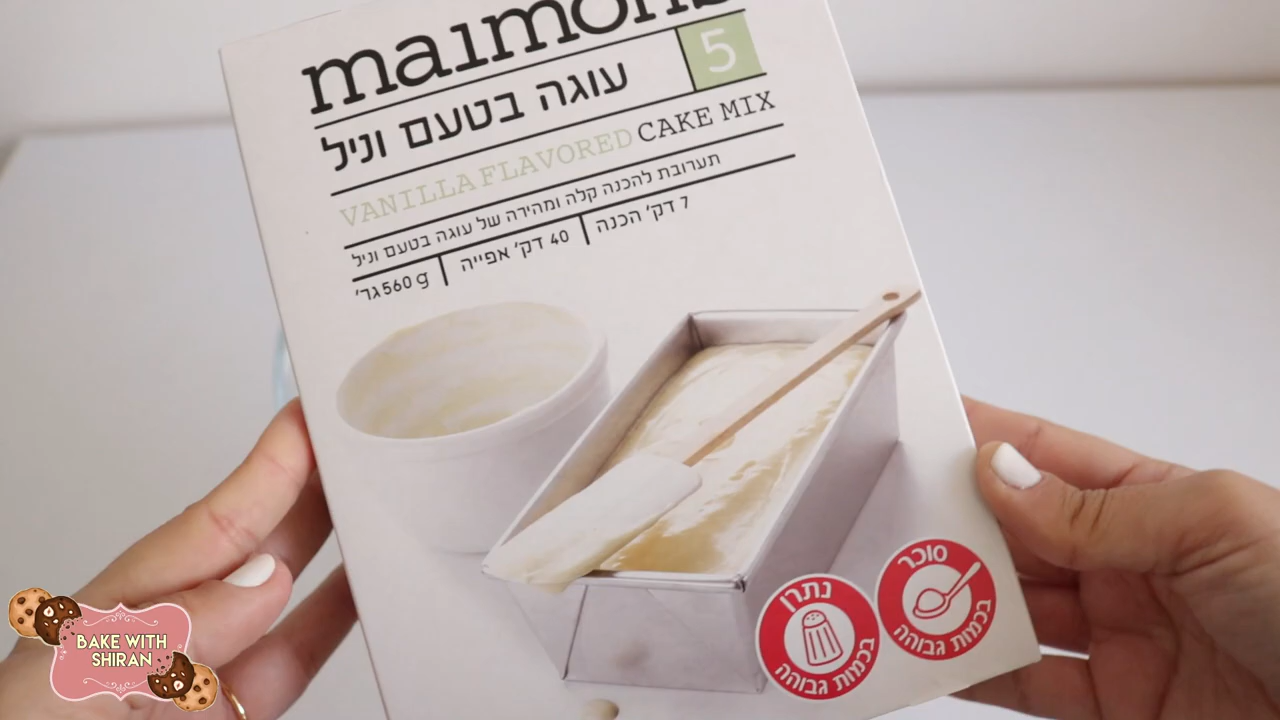 maimons
5
עוגה בטעם וניל
VANILLA FLAVORED CAKE MIX
תערובת להכנה קלה ומהירה של עוגה בטעם וניל
7 דק' הכנה | 40 דק' אפייה | 560 g גר'
סוכר
בכמות גבוהה
נתרן
בכמות גבוהה
BAKE WITH
SHIRAN